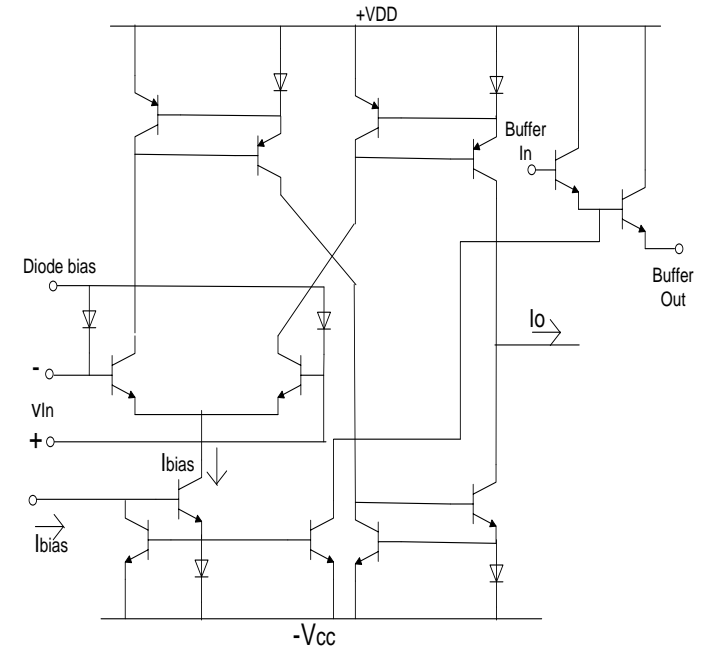 +VDD
Buffer
In
Diode bias
Buffer
Out
Io
-
vIn
+
Ibias
Ibias
-Vcc